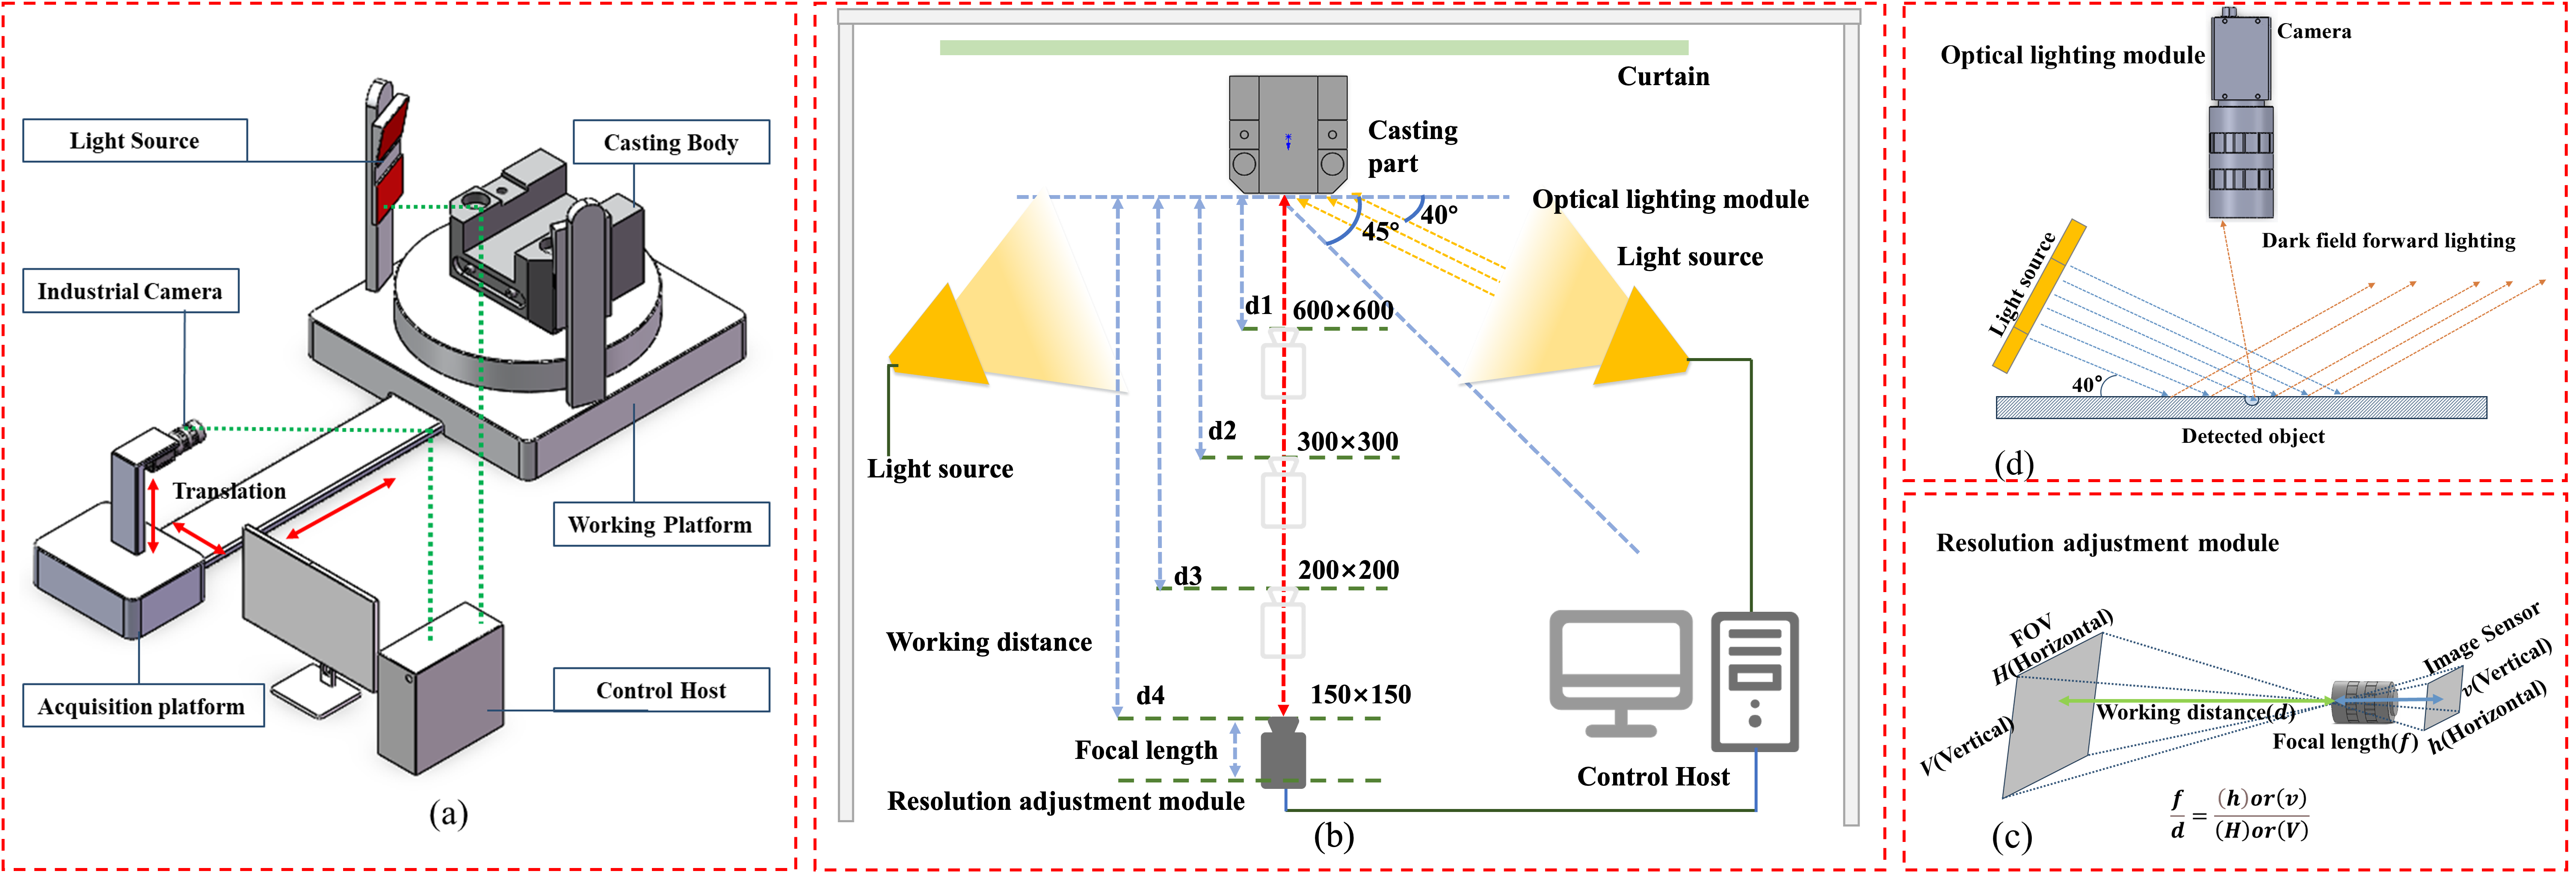 Light Source
Casting Body
Industrial Camera
Translation
Working Platform
Acquisition platform
Control Host
(a)
Curtain
Casting
part
Optical lighting module
40°
45°
Light source
d1
600×600
d2
300×300
Light source
d3
200×200
Working distance
d4
150×150
Focal length
Resolution adjustment module
Control Host
(b)
Camera
Optical lighting module
Light source
Dark field forward lighting
40°
Detected object
(d)
Resolution adjustment module
FOV
H(Horizontal)
Image Sensor
v(Vertical)
Working distance(d)
V(Vertical)
Focal length(f)
h(Horizontal)
f/d = (h)or(v)/(H)or(V)
(c)